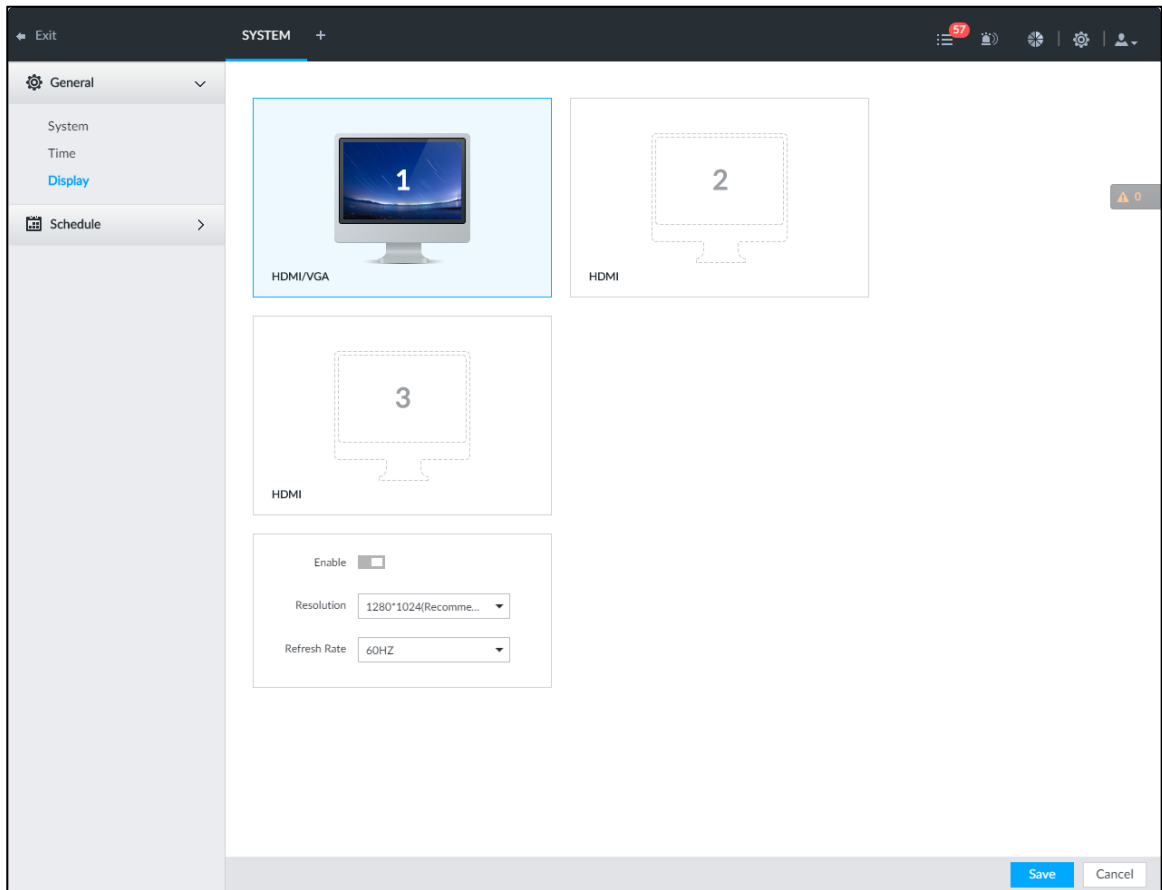 Exit
SYSTEM +
57
General
System
Time
Display
Schedule
1
HDMI/VGA
2
HDMI
0
3
HDMI
Enable
Resolution 1280*1024(Recomme...
Refresh Rate 60HZ
Save Cancel